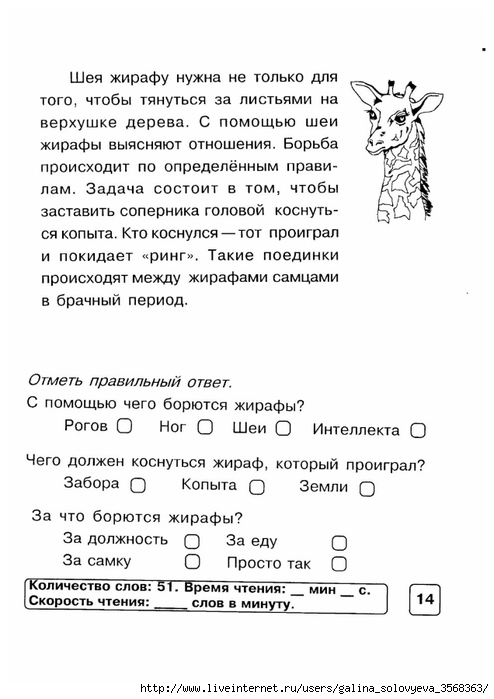 Шея жирафу нужна не только для
того, чтобы тянуться за листьями на
верхушке дерева. С помощью шеи
жирафы выясняют отношения. Борьба
происходит по определённым прави-
лам. Задача состоит в том, чтобы
заставить соперника головой коснуть-
ся копыта. Кто коснулся — тот проиграл
и покидает «ринг». Такие поединки
происходят между жирафами самцами
в брачный период.
Отметь правильный ответ.
С помощью чего борются жирафы?
Рогов Ног Шеи Интеллекта
Чего должен коснуться жираф, который проиграл?
Забора Копыта Земли
За что борются жирафы?
За должность За еду
За самку Просто так
Количество слов: 51. Время чтения: __ мин __ с.
Скорость чтения: ____ слов в минуту.
14
http://www.liveinternet.ru/users/galina_solovyeva_3568363/